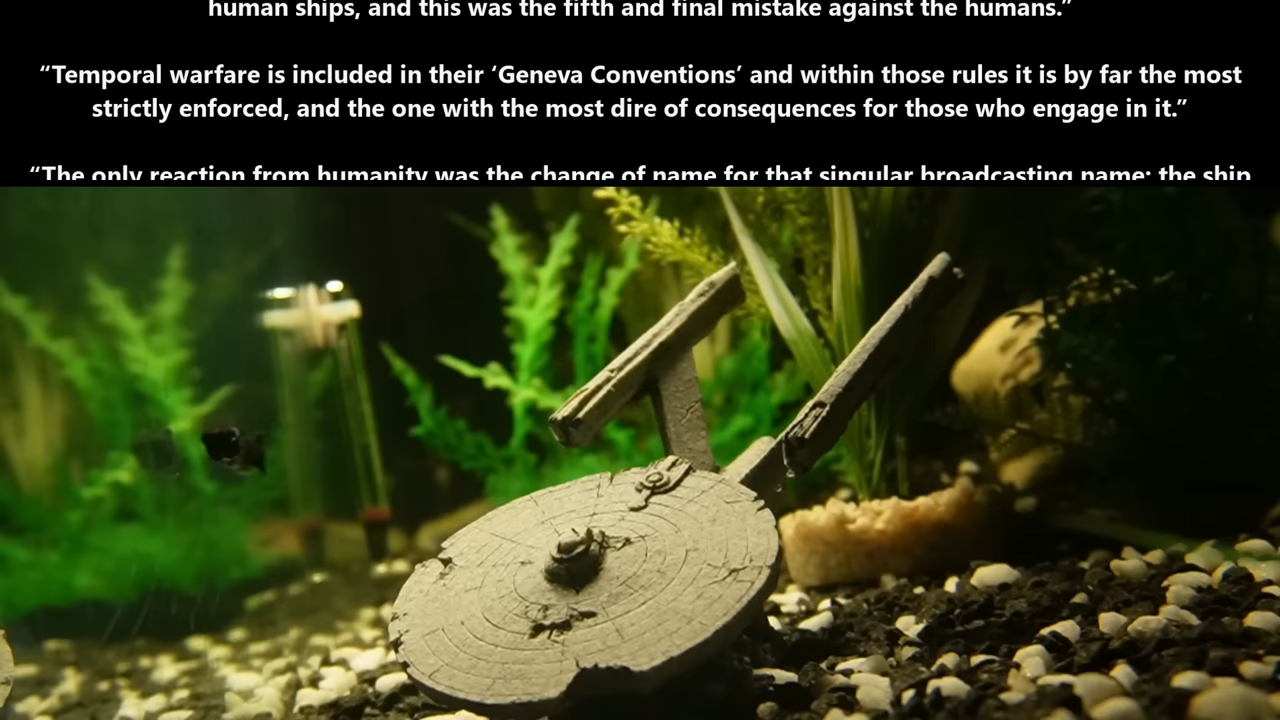 human ships, and this was the fifth and final mistake against the humans.”
“Temporal warfare is included in their ‘Geneva Conventions’ and within those rules it is by far the most
strictly enforced, and the one with the most dire of consequences for those who engage in it.”
“The only reaction from humanity was the change of name for that singular broadcasting name; the ship